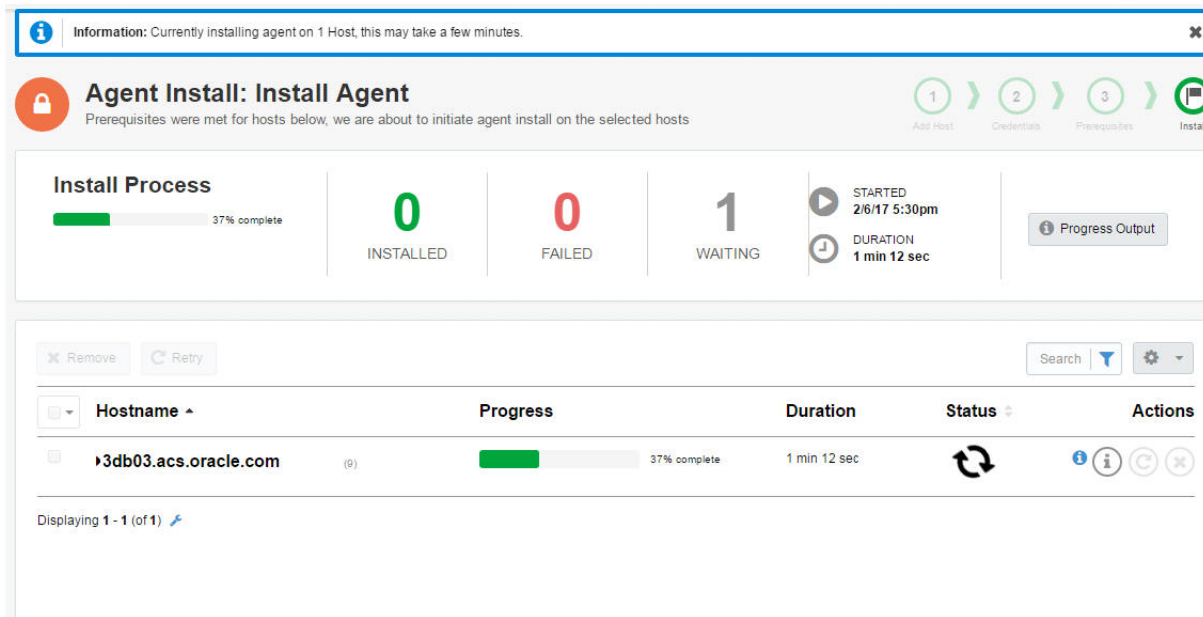 Information: Currently installing agent on 1 Host, this may take a few minutes.
Agent Install: Install Agent
Prerequisites were met for hosts below, we are about to initiate agent install on the selected hosts
1
2
3
Add Host
Credentials
Prerequisites
Instal
Install Process
37% complete
0
INSTALLED
0
FAILED
1
WAITING
STARTED
2/6/17 5:30pm
DURATION
1 min 12 sec
Progress Output
Remove
Retry
Search
Hostname
Progress
Duration
Status
Actions
3db03.acs.oracle.com
(9)
37% complete
1 min 12 sec
Displaying 1 - 1 (of 1)